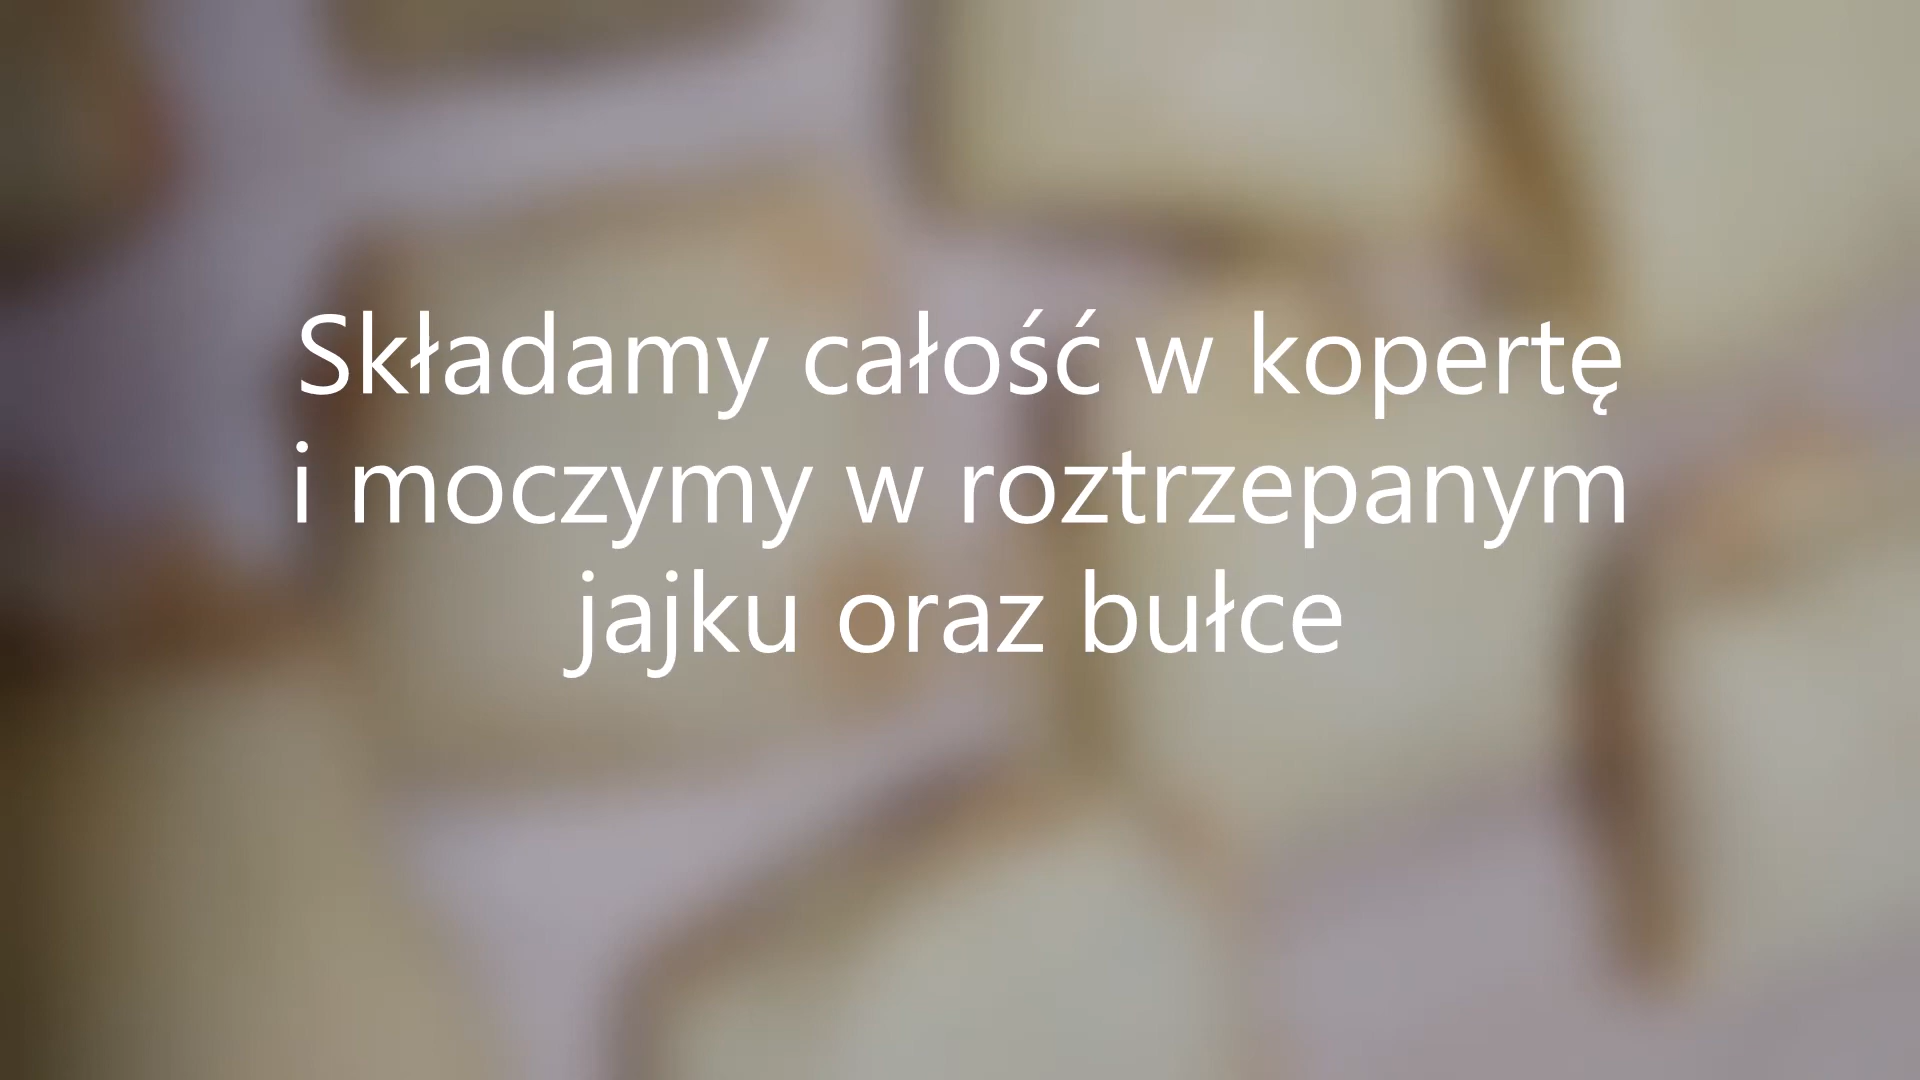 Składamy całość w kopertę
i moczymy w roztrzepanym
jajku oraz bułce